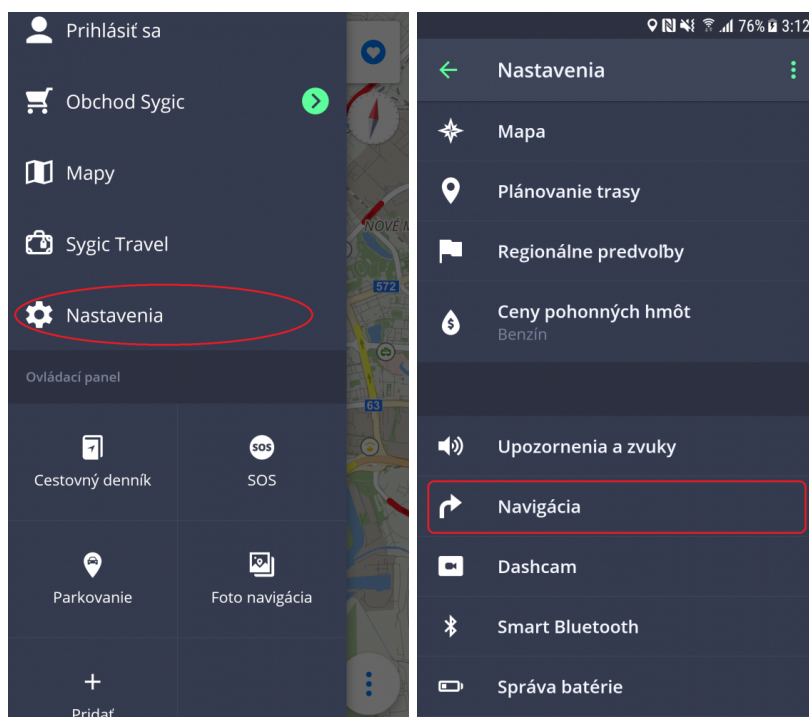 Prihlásiť sa
Obchod Sygic
Mapy
Sygic Travel
Nastavenia
Ovládací panel
Cestovný denník
SOS
SOS
Parkovanie
Foto navigácia
Pridať
NOVÉ
572
63
76% 3:12
Nastavenia
Mapa
Plánovanie trasy
Regionálne predvoľby
Ceny pohonných hmôt
Benzín
Upozornenia a zvuky
Navigácia
Dashcam
Smart Bluetooth
Správa batérie